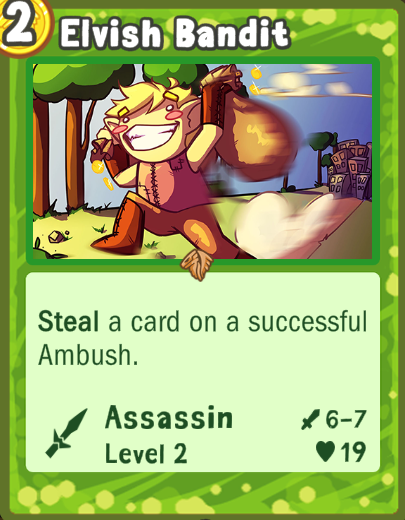 2 Elvish Bandit
Steal a card on a successful
Ambush.
Assassin 6-7
Level 2 19